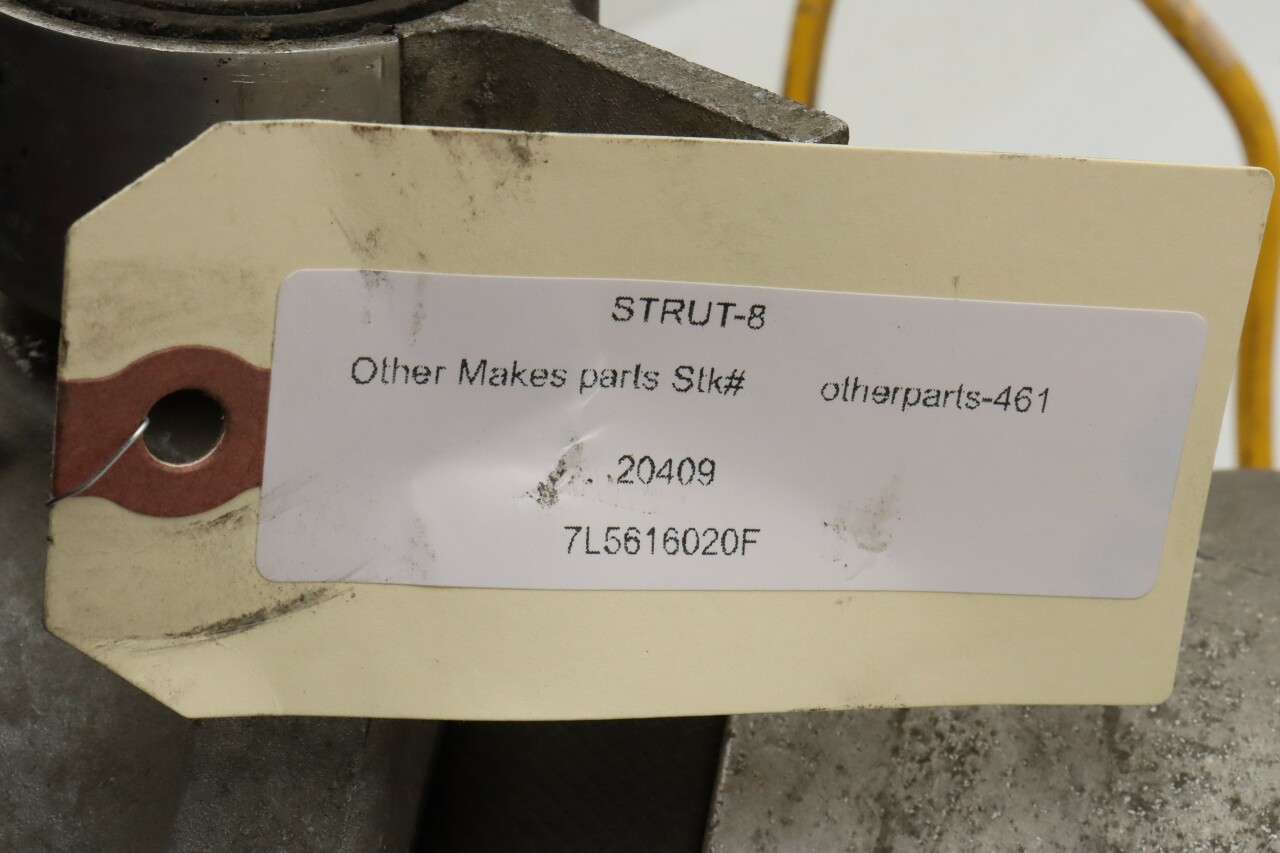 STRUT-8
Other Makes parts Stk# otherparts-461
20409
7L5616020F